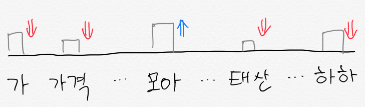 가 가격 … 모아 … 태산 … 하하